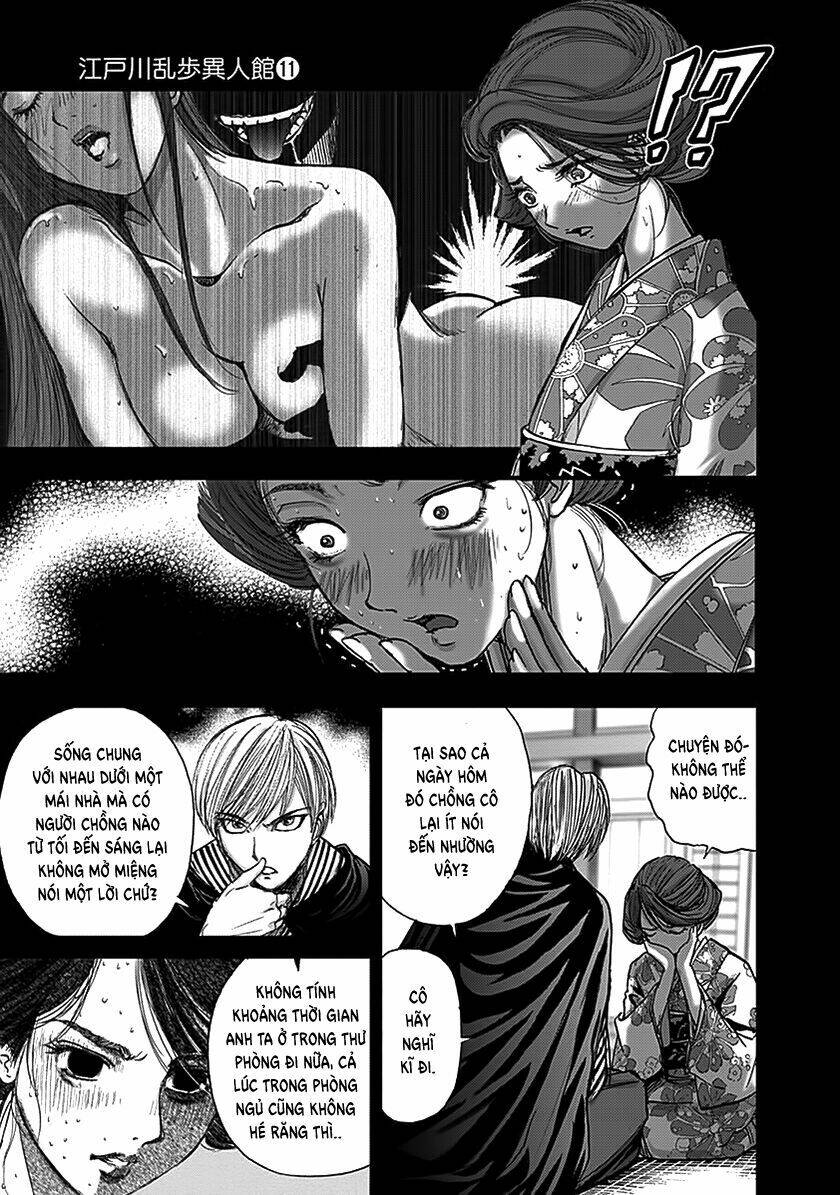 江戸川乱歩異人館⑪
!?
CHUYỆN ĐÓ-
KHÔNG THỂ
NÀO ĐƯỢC..
TẠI SAO CẢ
NGÀY HÔM
ĐÓ CHỒNG CÔ
LẠI ÍT NÓI
ĐẾN NHƯỜNG
VẬY?
CÔ
HÃY
NGHĨ
KĨ ĐI.
SỐNG CHUNG
VỚI NHAU DƯỚI MỘT
MÁI NHÀ MÀ CÓ
NGƯỜI CHỒNG NÀO
TỪ TỐI ĐẾN SÁNG LẠI
KHÔNG MỞ MIỆNG
NÓI MỘT LỜI CHỨ?
KHÔNG TÍNH
KHOẢNG THỜI GIAN
ANH TA Ở TRONG THƯ
PHÒNG ĐI NỮA, CẢ
LÚC TRONG PHÒNG
NGỦ CŨNG KHÔNG
HÉ RĂNG THÌ..